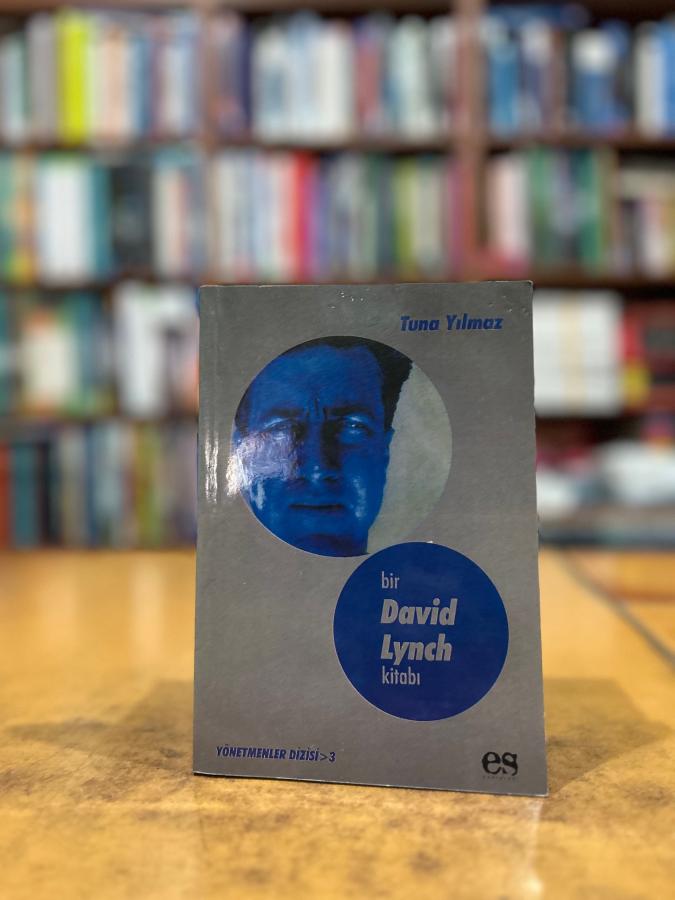 Tuna Yılmaz
bir
David
Lynch
kitabı
YÖNETMENLER DİZİSİ>3
es